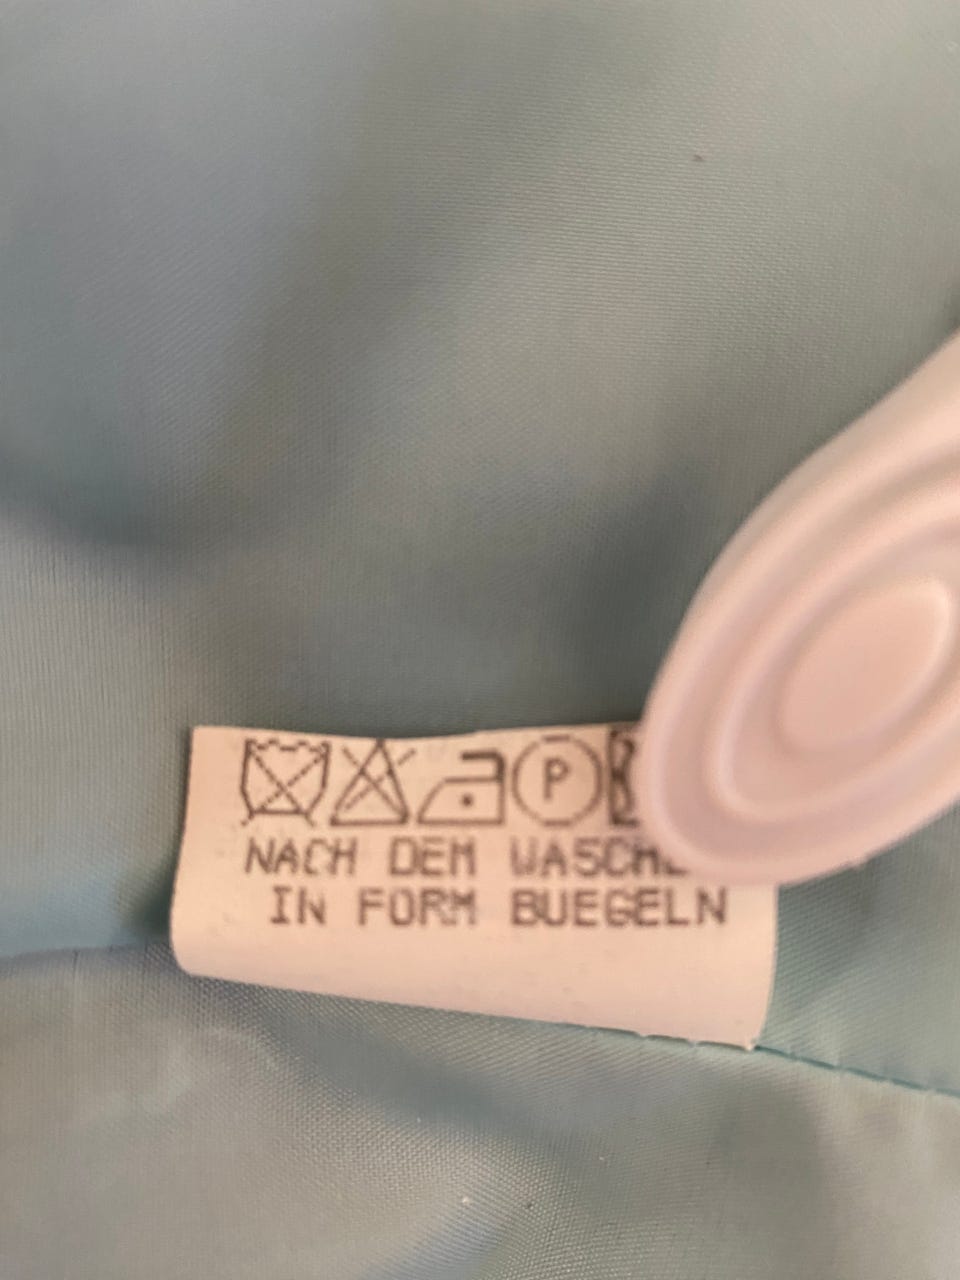 P
NACH DEM
IN FORM BUEGELN